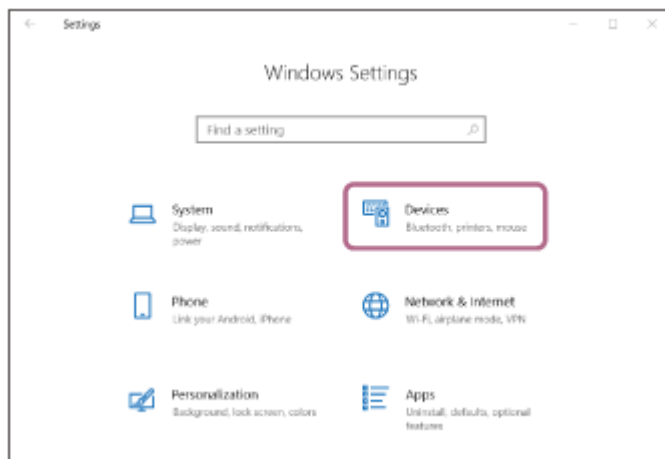 Settings
Windows Settings
Find a setting
System
Display, sound, notifications,
power
Devices
Bluetooth, printers, mouse
Phone
Link your Android, iPhone
Network & Internet
Wi-Fi, airplane mode, VPN
Personalization
Background, lock screen, colors
Apps
Uninstall, defaults, optional
features